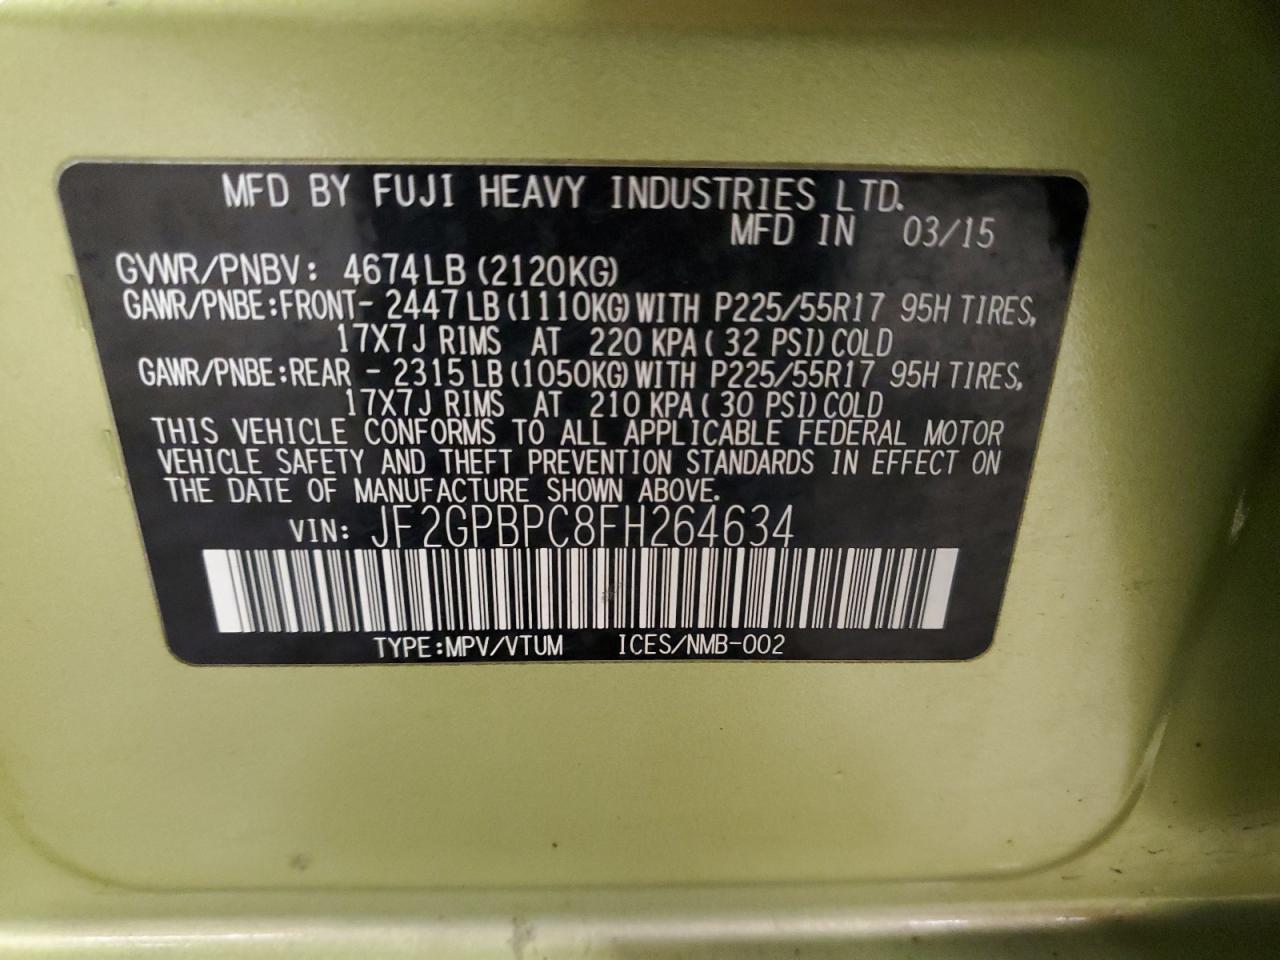 MFD BY FUJI HEAVY INDUSTRIES LTD.
MFD IN 03/15
GVWR/PNBV: 4674LB (2120KG)
GAWR/PNBE:FRONT- 2447 LB (1110KG) WITH P225/55R17 95H TIRES,
17X7J RIMS AT 220 KPA ( 32 PSI) COLD
GAWR/PNBE:REAR - 2315 LB (1050KG) WITH P225/55R17 95H TIRES,
17X7J RIMS AT 210 KPA ( 30 PSI) COLD
THIS VEHICLE CONFORMS TO ALL APPLICABLE FEDERAL MOTOR
VEHICLE SAFETY AND THEFT PREVENTION STANDARDS IN EFFECT ON
THE DATE OF MANUFACTURE SHOWN ABOVE.
VIN: JF2GPBPC8FH264634
TYPE:MPV/VTUM ICES/NMB-002